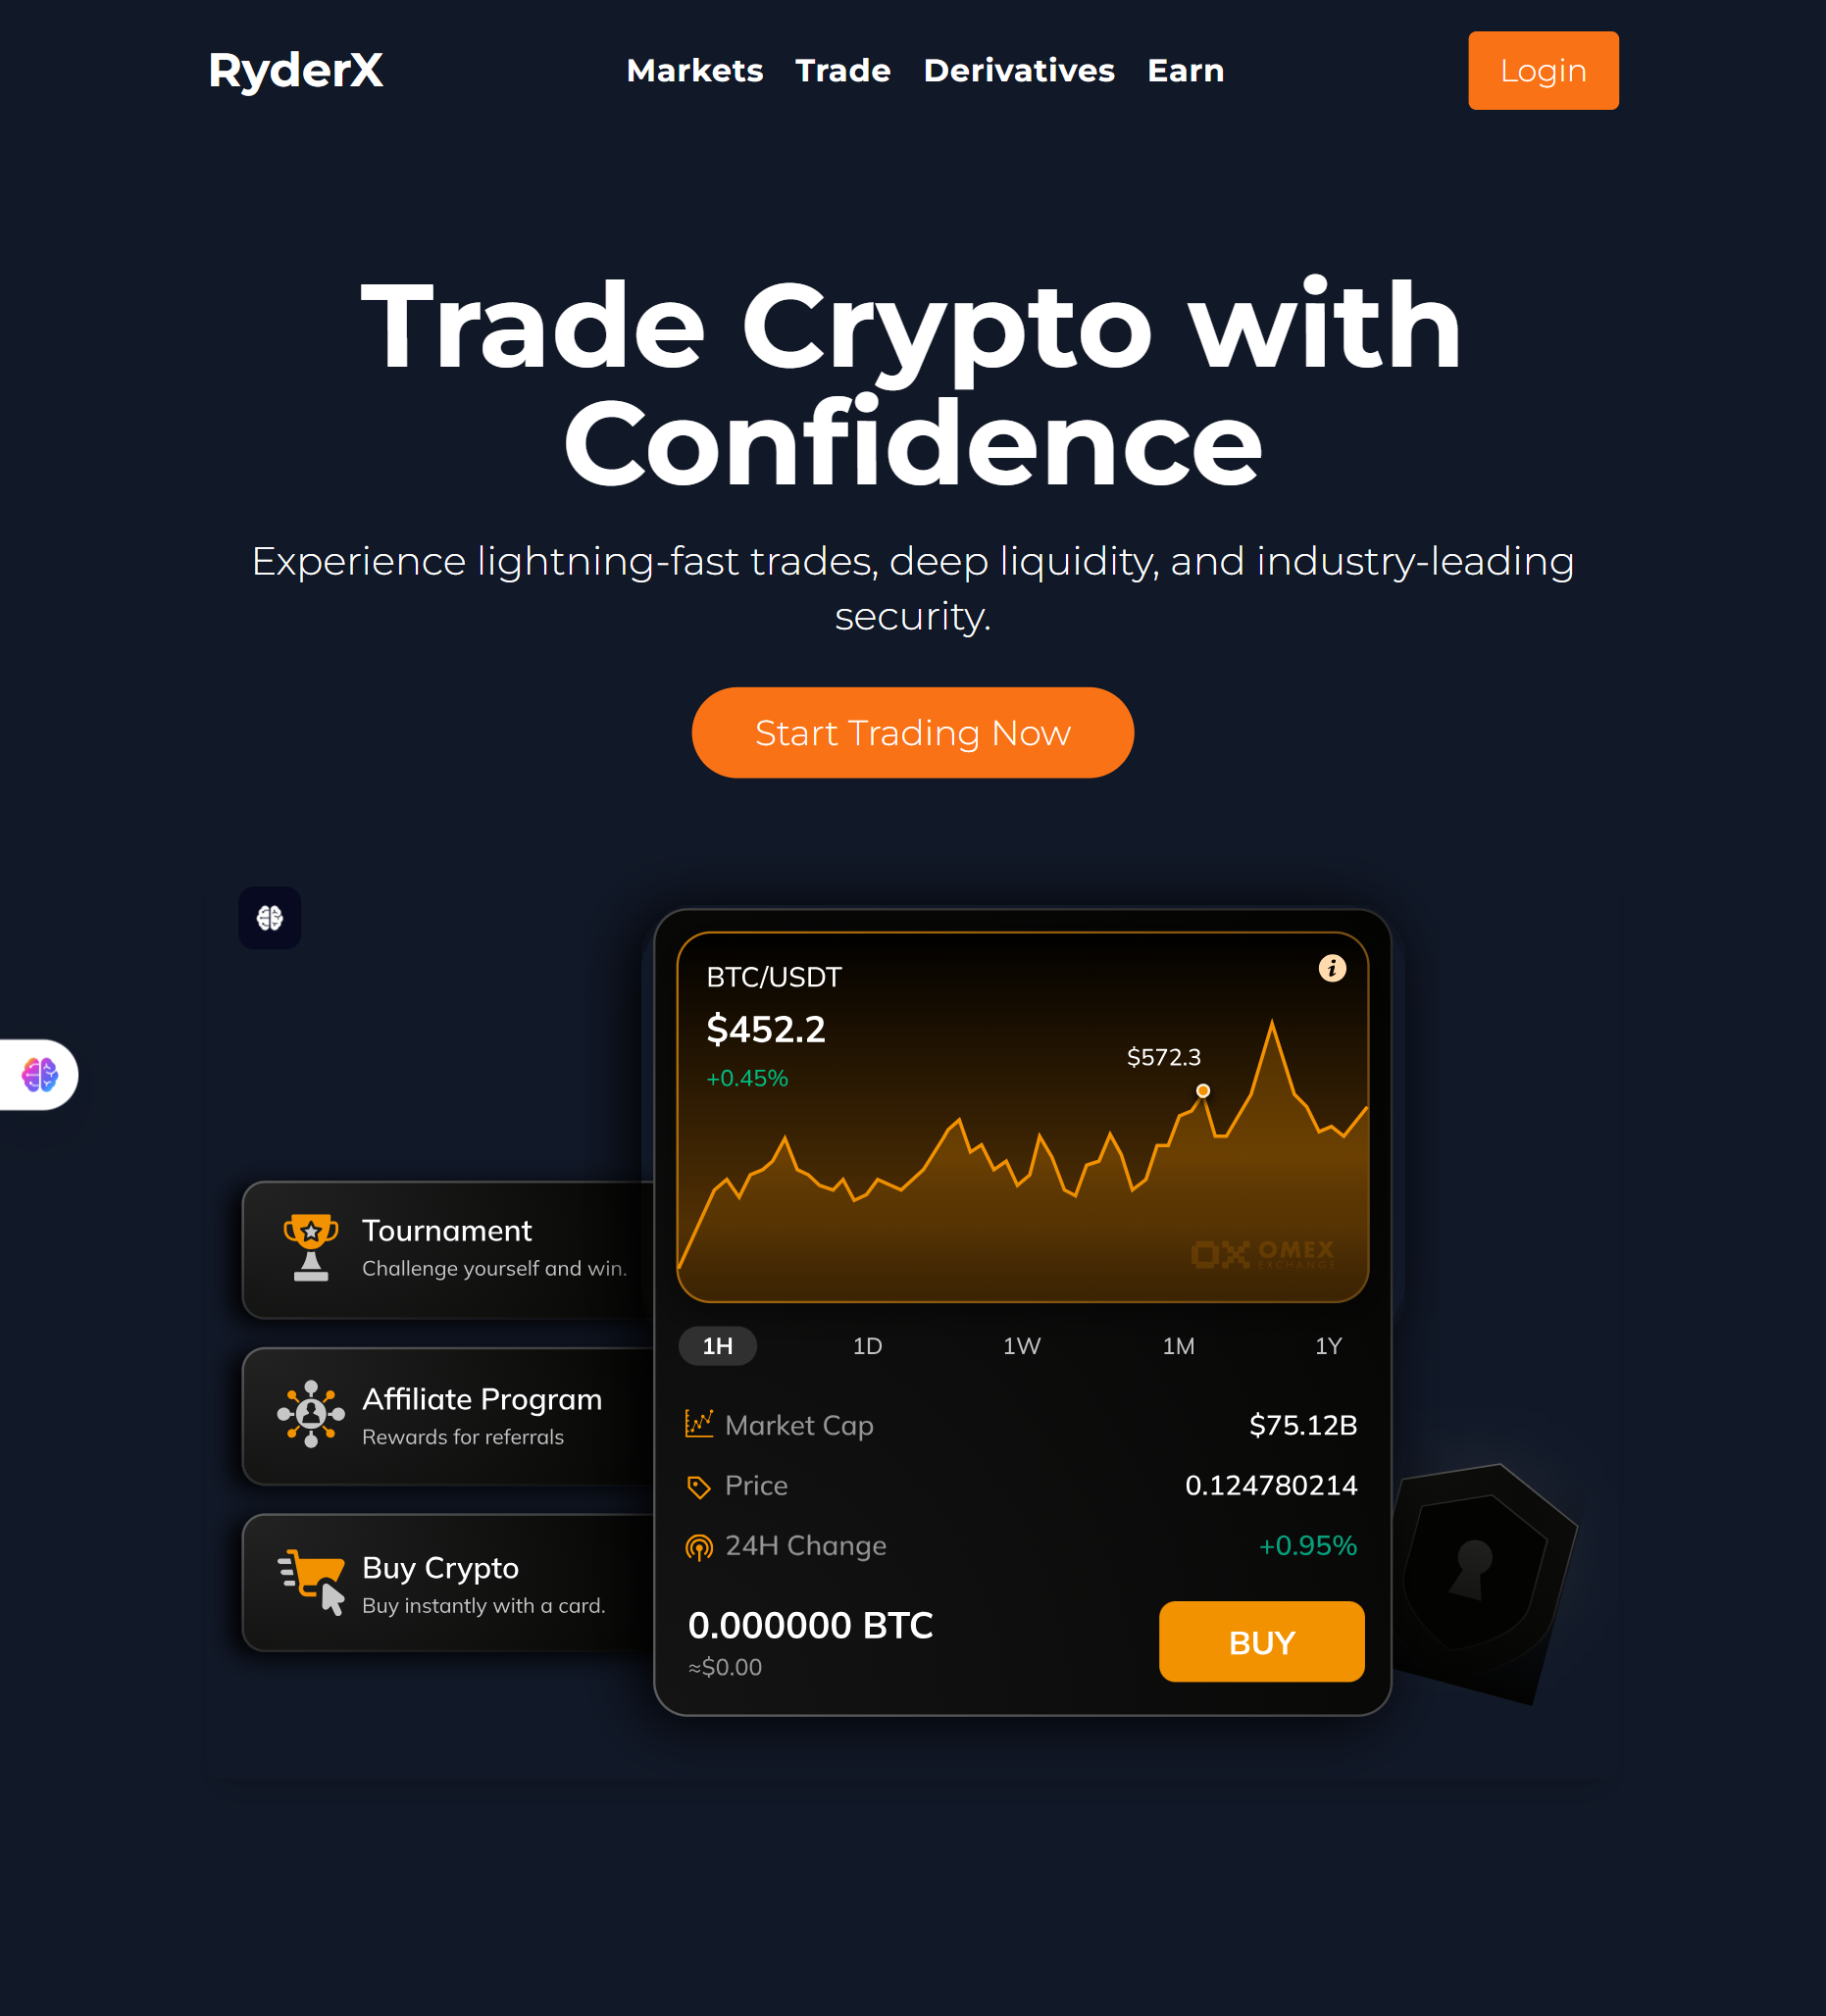 RyderX
Markets Trade Derivatives Earn
Login
Trade Crypto with
Confidence
Experience lightning-fast trades, deep liquidity, and industry-leading
security.
Start Trading Now
BTC/USDT
$452.2
+0.45%
$572.3
OMEX
EXCHANGE
1H 1D 1W 1M 1Y
Market Cap $75.12B
Price 0.124780214
24H Change +0.95%
0.000000 BTC
≈$0.00
BUY
Tournament
Challenge yourself and win.
Affiliate Program
Rewards for referrals
Buy Crypto
Buy instantly with a card.